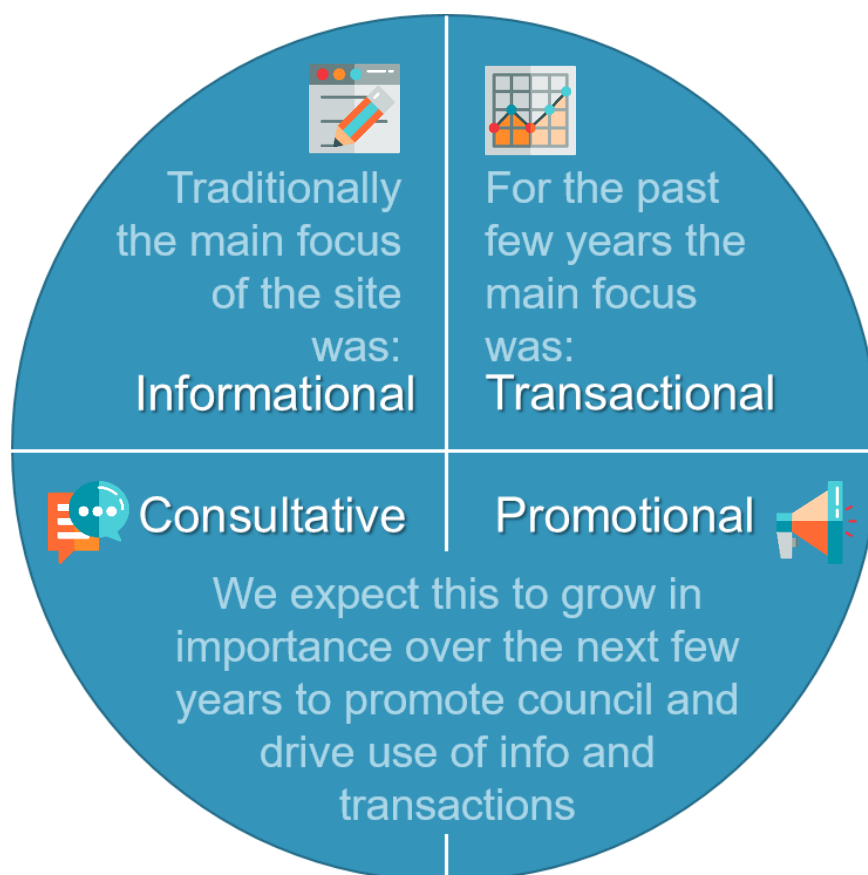 Traditionally
the main focus
of the site
was:
Informational
For the past
few years the
main focus
was:
Transactional
Consultative
Promotional
We expect this to grow in
importance over the next few
years to promote council and
drive use of info and
transactions